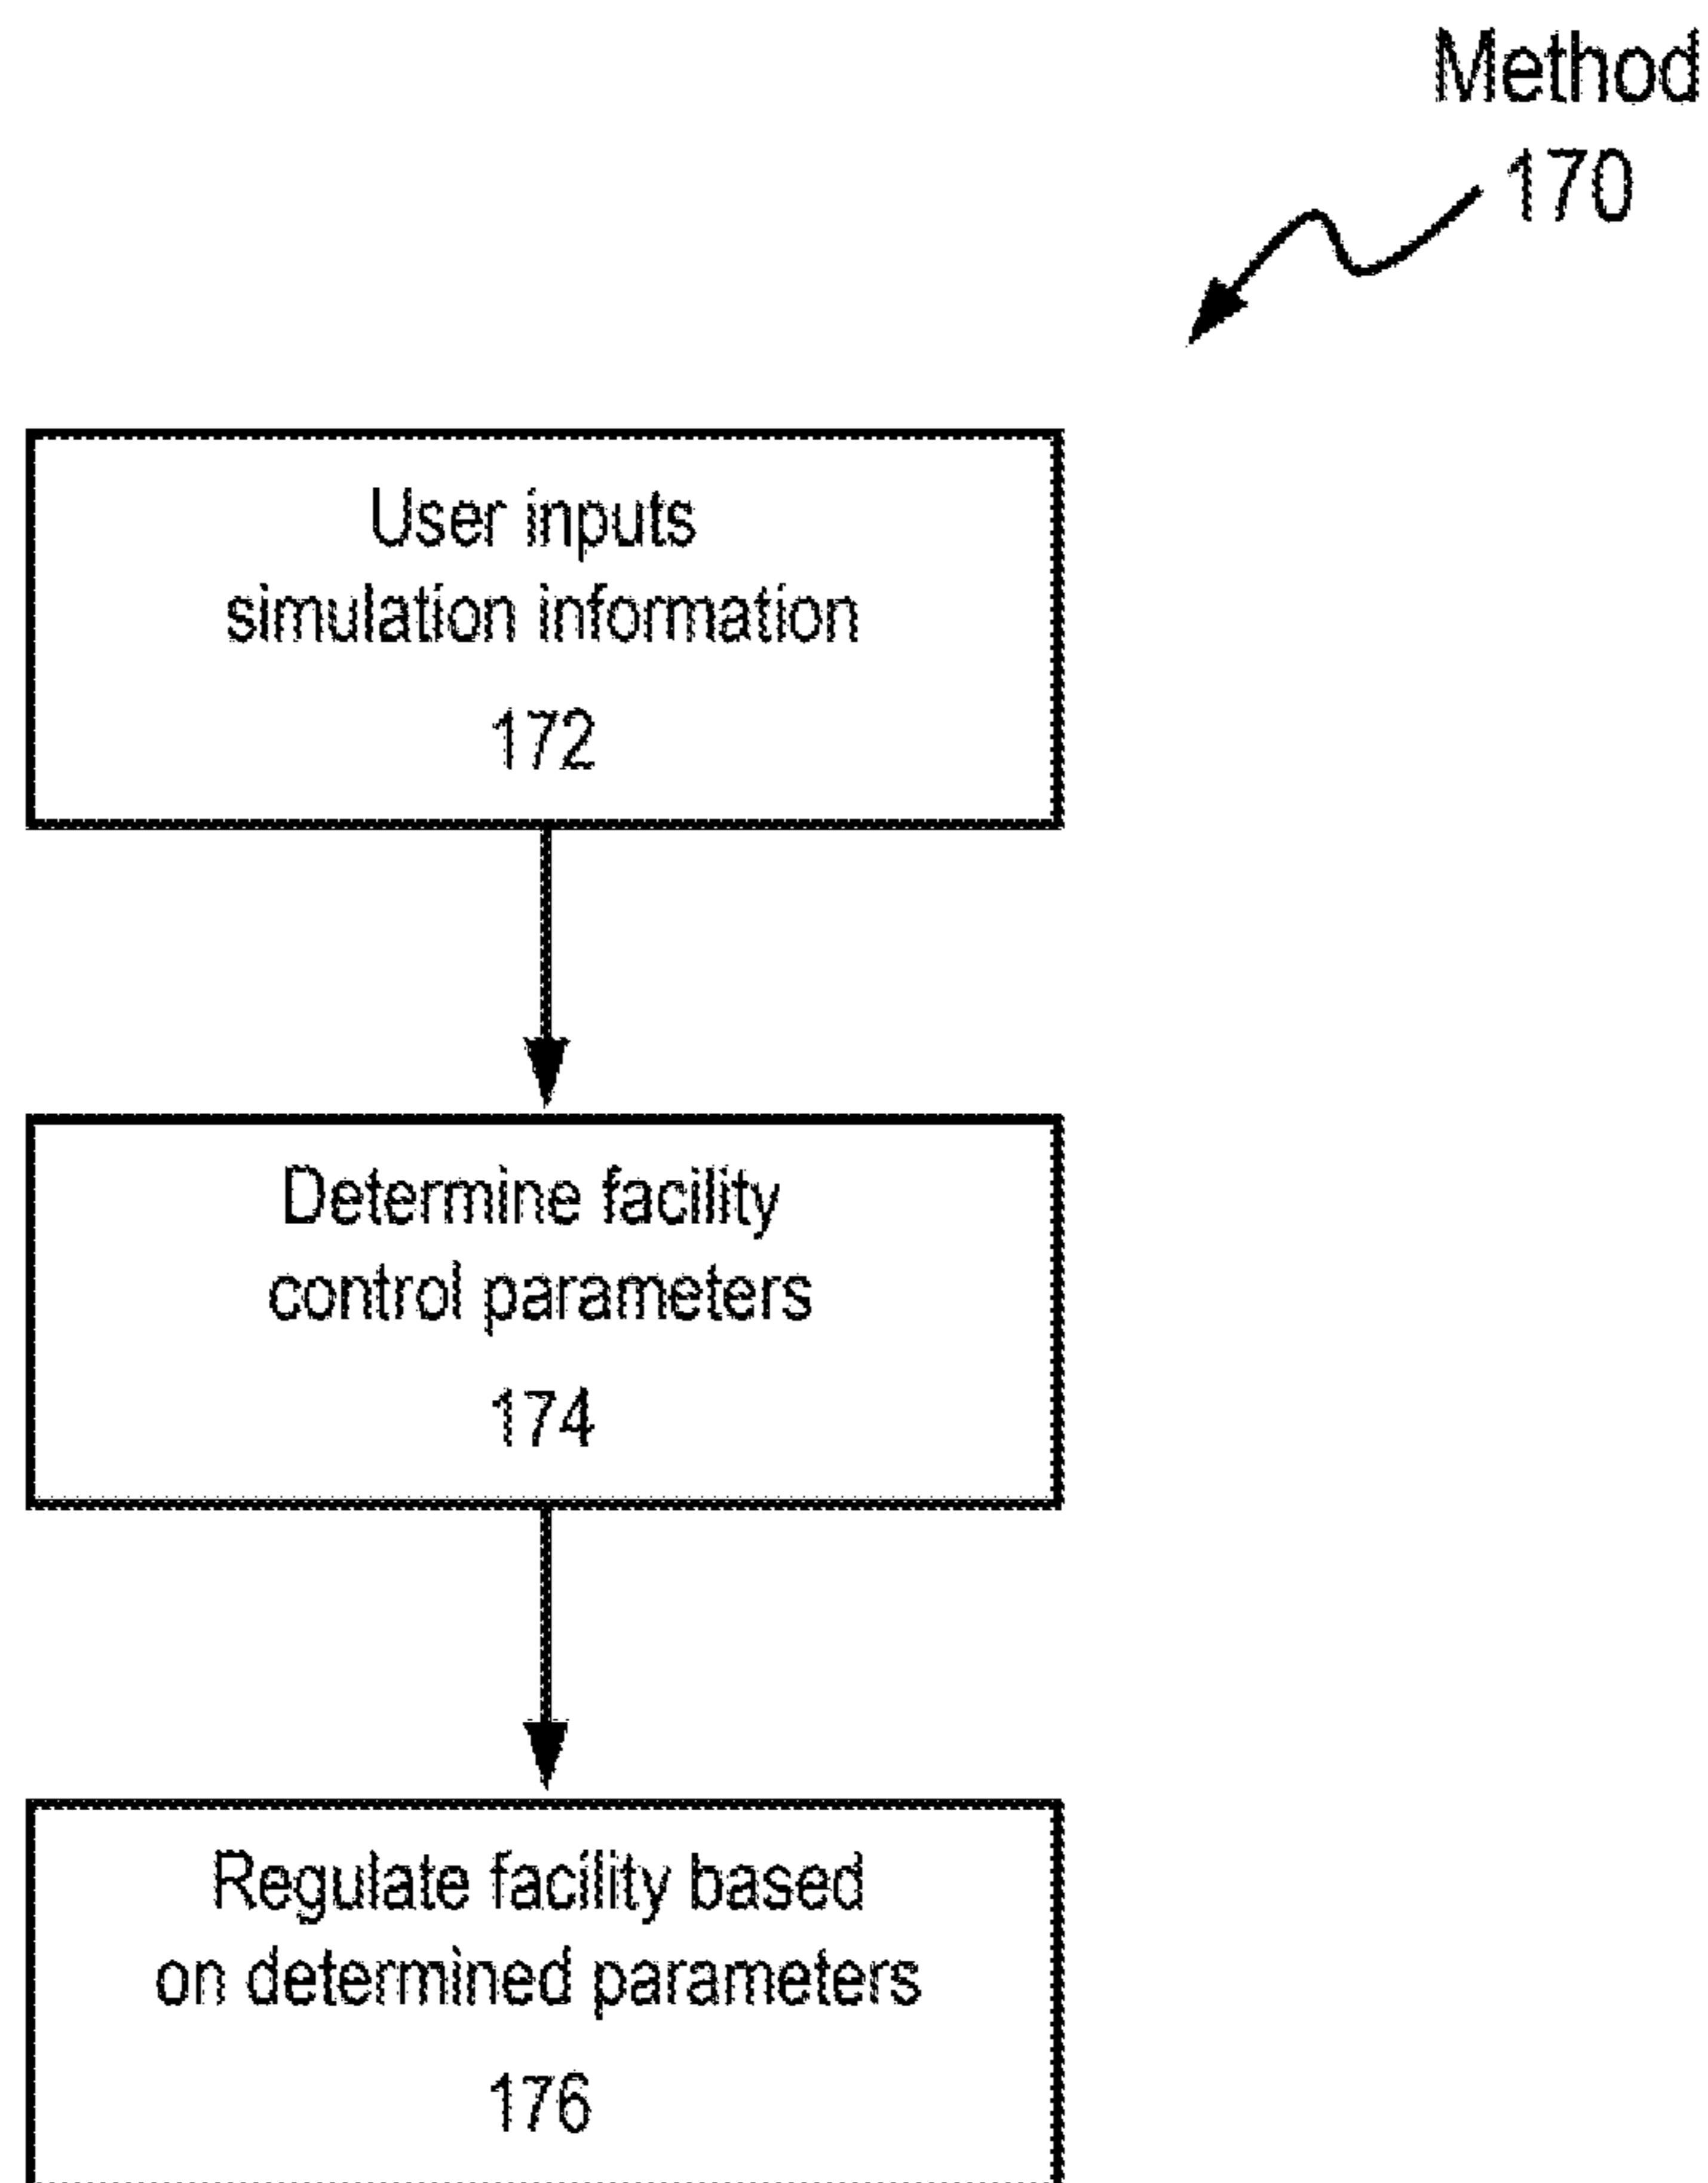 Method
170
User inputs
simulation information
172
Determine facility
control parameters
174
Regulate facility based
on determined parameters
176